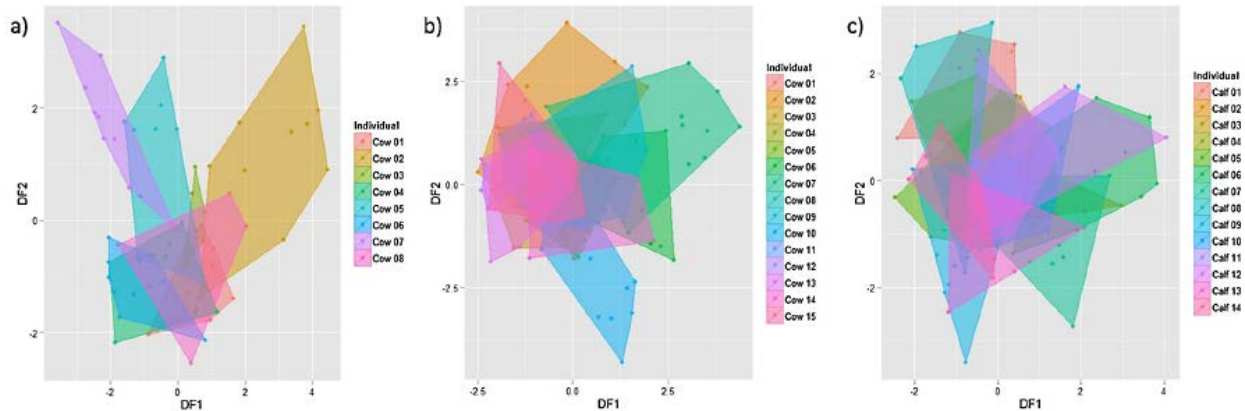 a)
DF2
2
0
-2
-2
0
2
4
DF1
Individual
Cow 01
Cow 02
Cow 03
Cow 04
Cow 05
Cow 06
Cow 07
Cow 08
b)
DF2
2.5
0.0
-2.5
-2.5
0.0
2.5
DF1
Individual
Cow 01
Cow 02
Cow 03
Cow 04
Cow 05
Cow 06
Cow 07
Cow 08
Cow 09
Cow 10
Cow 11
Cow 12
Cow 13
Cow 14
Cow 15
c)
DF2
2
0
-2
-2
0
2
4
DF1
Individual
Calf 01
Calf 02
Calf 03
Calf 04
Calf 05
Calf 06
Calf 07
Calf 08
Calf 09
Calf 10
Calf 11
Calf 12
Calf 13
Calf 14